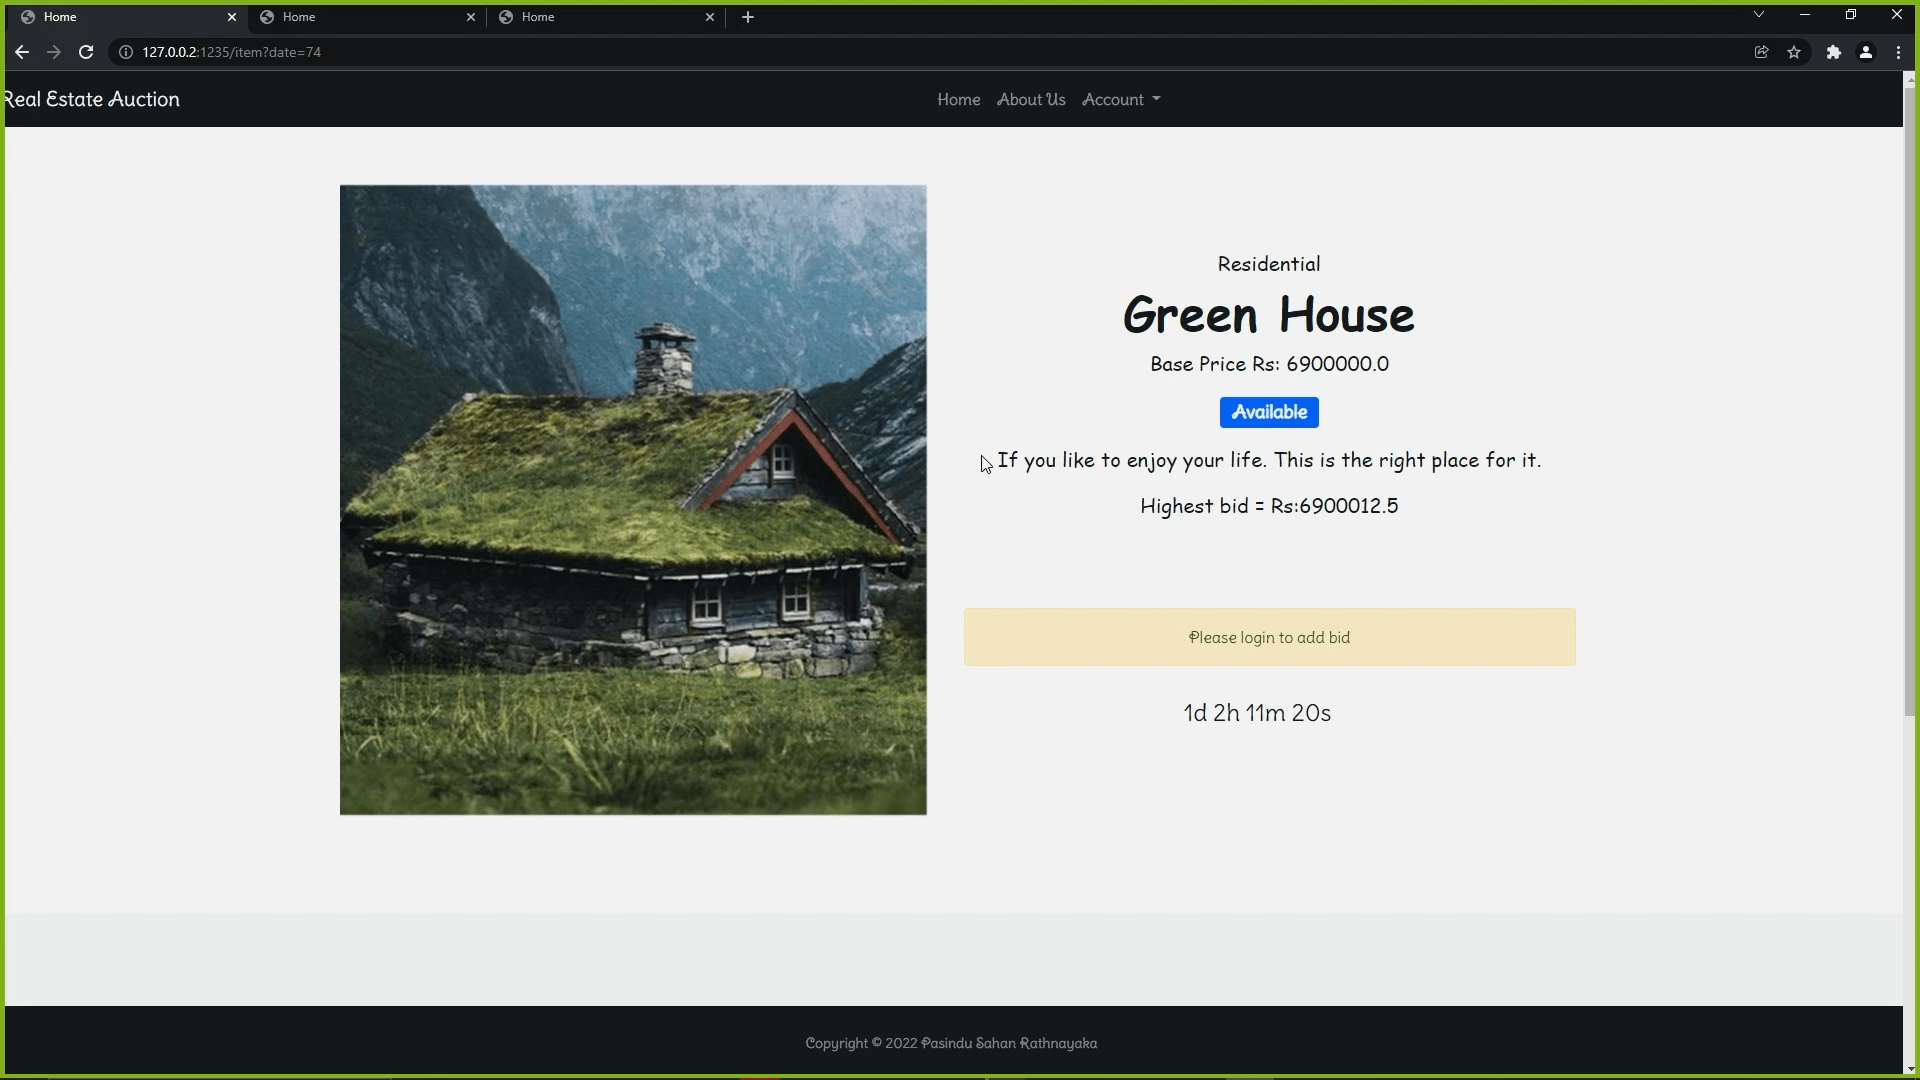 Home
Home
Home
127.0.0.2:1235/item?date=74
Real Estate Auction
Home
About Us
Account
Residential
Green House
Base Price Rs: 6900000.0
Available
If you like to enjoy your life. This is the right place for it.
Highest bid = Rs:6900012.5
Please login to add bid
1d 2h 11m 20s
Copyright © 2022 Pasindu Sahan Rathnayaka